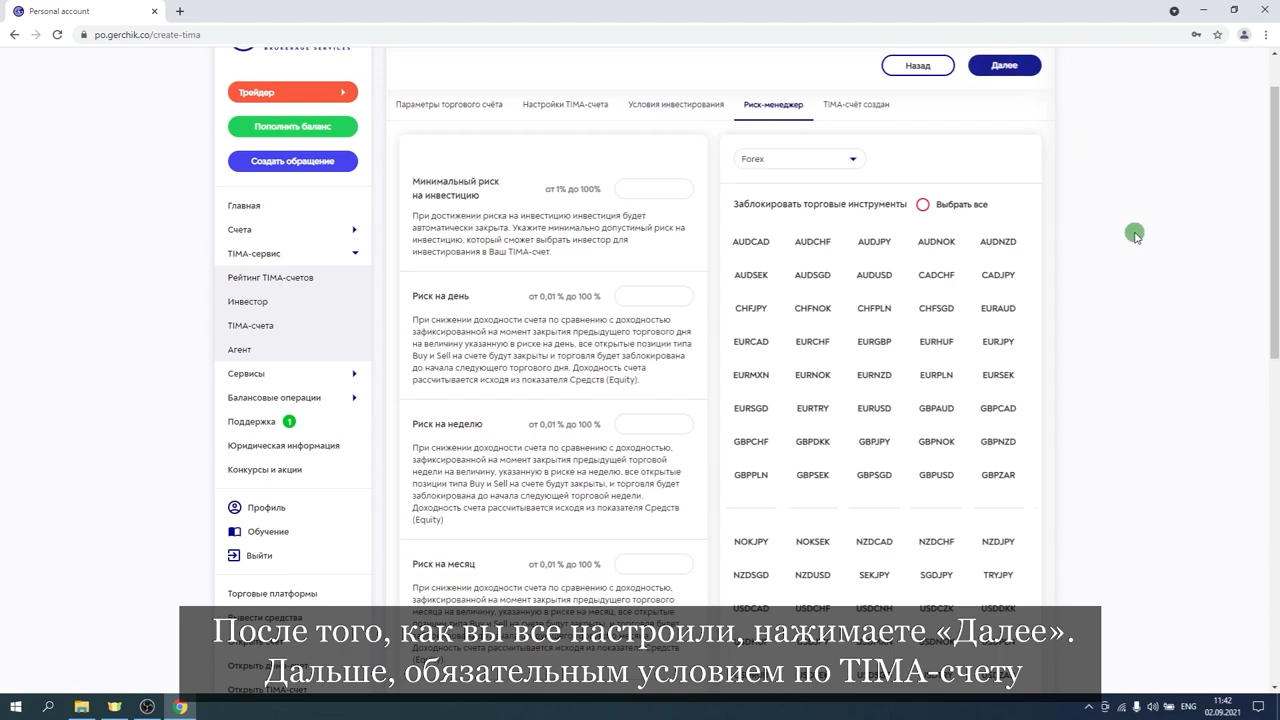 Personal account
po.gerchik.co/create-tima
BROKERAGE SERVICES
Трейдер
Пополнить баланс
Создать обращение
Главная
Счета
TIMA-сервис
Рейтинг TIMA-счетов
Инвестор
TIMA-счета
Агент
Сервисы
Балансовые операции
Поддержка 1
Юридическая информация
Конкурсы и акции
Профиль
Обучение
Выйти
Торговые платформы
Вывести средства
Открыть TIMA-счет
Назад Далее
Параметры торгового счёта Настройки TIMA-счета Условия инвестирования Риск-менеджер TIMA-счёт создан
Минимальный риск
на инвестицию от 1% до 100%
При достижении риска на инвестицию инвестиция будет
автоматически закрыта. Укажите минимально допустимый риск на
инвестицию, который сможет выбрать инвестор для
инвестирования в Ваш TIMA-счет.
Риск на день от 0,01 % до 100 %
При снижении доходности счета по сравнению с доходностью
зафиксированной на момент закрытия предыдущего торгового дня
на величину указанную в риске на день, все открытые позиции типа
Buy и Sell на счете будут закрыты и торговля будет заблокирована
до начала следующего торгового дня. Доходность счета
рассчитывается исходя из показателя Средств (Equity).
Риск на неделю от 0,01 % до 100 %
При снижении доходности счета по сравнению с доходностью,
зафиксированной на момент закрытия предыдущей торговой
недели на величину, указанную в риске на неделю, все открытые
позиции типа Buy и Sell на счете будут закрыты, и торговля будет
заблокирована до начала следующей торговой недели.
Доходность счета рассчитывается исходя из показателя Средств
(Equity)
Риск на месяц от 0,01 % до 100 %
При снижении доходности счета по сравнению с доходностью,
зафиксированной на момент закрытия предыдущего торгового
месяца на величину, указанную в риске на месяц, все открытые
(Equity)
Forex
Заблокировать торговые инструменты Выбрать все
AUDCAD AUDCHF AUDJPY AUDNOK AUDNZD
AUDSEK AUDSGD AUDUSD CADCHF CADJPY
CHFJPY CHFNOK CHFPLN CHFSGD EURAUD
EURCAD EURCHF EURGBP EURHUF EURJPY
EURMXN EURNOK EURNZD EURPLN EURSEK
EURSGD EURTRY EURUSD GBPAUD GBPCAD
GBPCHF GBPDKK GBPJPY GBPNOK GBPNZD
GBPPLN GBPSEK GBPSGD GBPUSD GBPZAR
NOKJPY NOKSEK NZDCAD NZDCHF NZDJPY
NZDSGD NZDUSD SEKJPY SGDJPY TRYJPY
USDCAD USDCHF USDCNH USDCZK USDDKK
После того, как вы все настроили, нажимаете «Далее».
Дальше, обязательным условием по TIMA-счету
ENG
11:42
02.09.2021